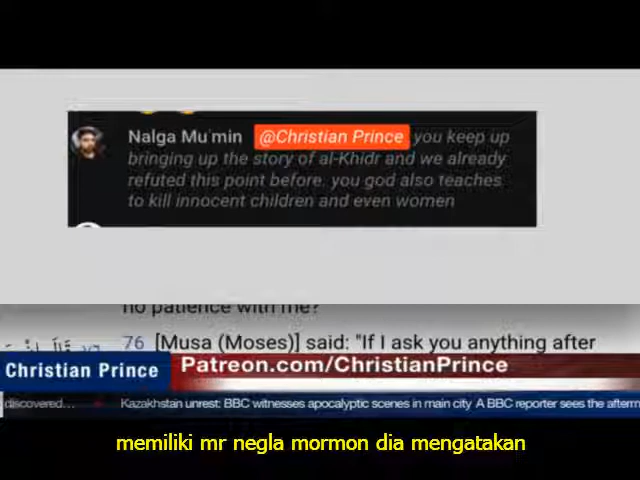 Nalga Mu'min @Christian Prince you keep up
bringing up the story of al-Khidr and we already
refuted this point before. you god also teaches
to kill innocent children and even women
no patience with me?
76 [Musa (Moses)] said: "If I ask you anything after
Christian Prince
Patreon.com/ChristianPrince
discovered... Kazakhstan unrest: BBC witnesses apocalyptic scenes in main city A BBC reporter sees the afterm
memiliki mr negla mormon dia mengatakan